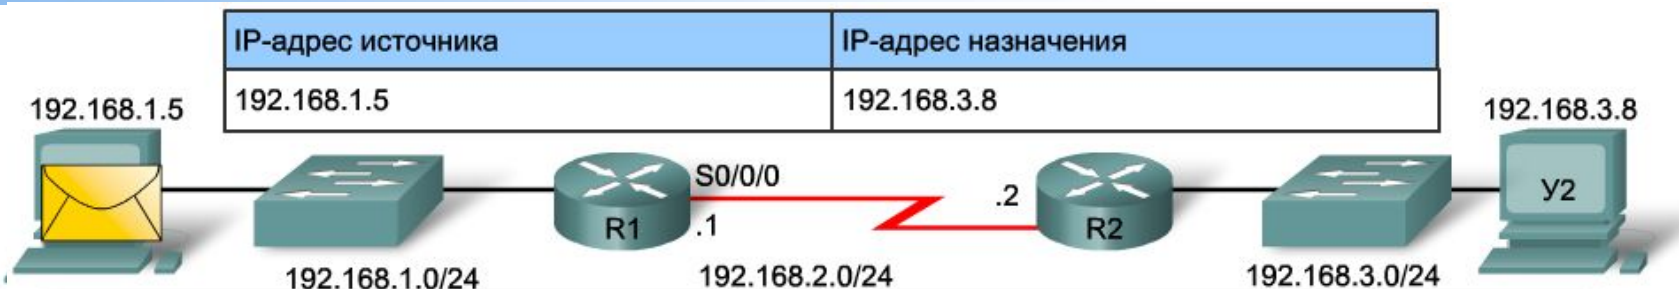 IP-адрес источника IP-адрес назначения
192.168.1.5 192.168.3.8
192.168.1.5 192.168.3.8
S0/0/0
.2 У2
R1 .1 R2
192.168.1.0/24 192.168.2.0/24 192.168.3.0/24